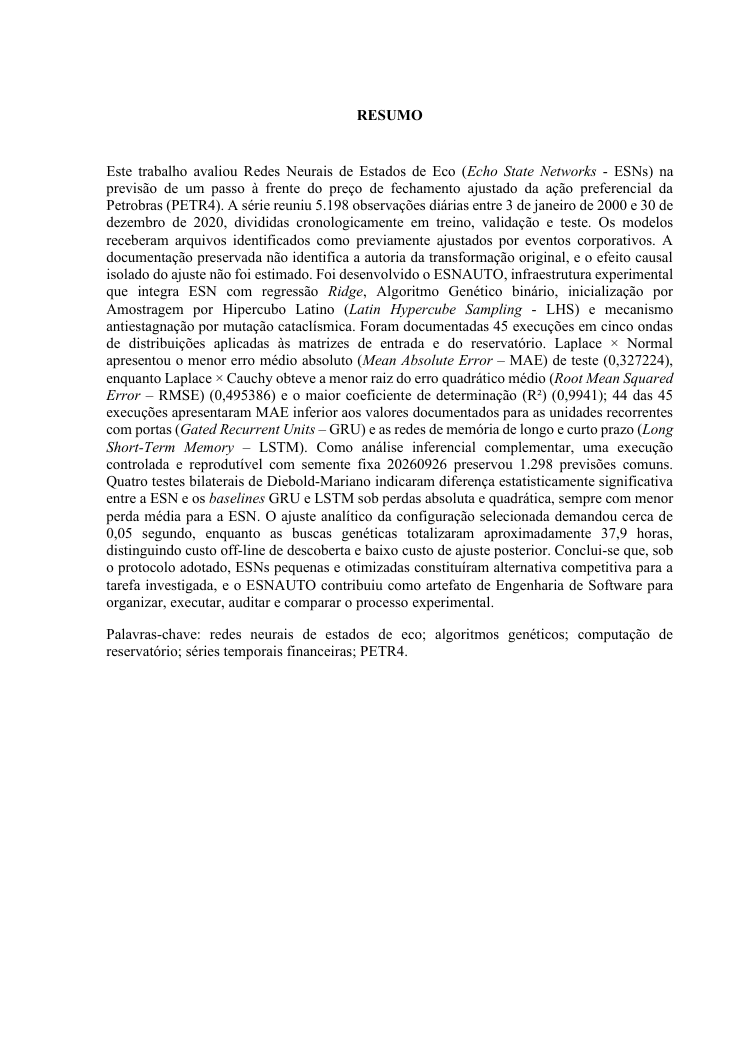 RESUMO
Este trabalho avaliou Redes Neurais de Estados de Eco (Echo State Networks - ESNs) na
previsão de um passo à frente do preço de fechamento ajustado da ação preferencial da
Petrobras (PETR4). A série reuniu 5.198 observações diárias entre 3 de janeiro de 2000 e 30 de
dezembro de 2020, divididas cronologicamente em treino, validação e teste. Os modelos
receberam arquivos identificados como previamente ajustados por eventos corporativos. A
documentação preservada não identifica a autoria da transformação original, e o efeito causal
isolado do ajuste não foi estimado. Foi desenvolvido o ESNAUTO, infraestrutura experimental
que integra ESN com regressão Ridge, Algoritmo Genético binário, inicialização por
Amostragem por Hipercubo Latino (Latin Hypercube Sampling - LHS) e mecanismo
antiestagnação por mutação cataclísmica. Foram documentadas 45 execuções em cinco ondas
de distribuições aplicadas às matrizes de entrada e do reservatório. Laplace × Normal
apresentou o menor erro médio absoluto (Mean Absolute Error – MAE) de teste (0,327224),
enquanto Laplace × Cauchy obteve a menor raiz do erro quadrático médio (Root Mean Squared
Error – RMSE) (0,495386) e o maior coeficiente de determinação (R²) (0,9941); 44 das 45
execuções apresentaram MAE inferior aos valores documentados para as unidades recorrentes
com portas (Gated Recurrent Units – GRU) e as redes de memória de longo e curto prazo (Long
Short-Term Memory – LSTM). Como análise inferencial complementar, uma execução
controlada e reprodutível com semente fixa 20260926 preservou 1.298 previsões comuns.
Quatro testes bilaterais de Diebold-Mariano indicaram diferença estatisticamente significativa
entre a ESN e os baselines GRU e LSTM sob perdas absoluta e quadrática, sempre com menor
perda média para a ESN. O ajuste analítico da configuração selecionada demandou cerca de
0,05 segundo, enquanto as buscas genéticas totalizaram aproximadamente 37,9 horas,
distinguindo custo off-line de descoberta e baixo custo de ajuste posterior. Conclui-se que, sob
o protocolo adotado, ESNs pequenas e otimizadas constituíram alternativa competitiva para a
tarefa investigada, e o ESNAUTO contribuiu como artefato de Engenharia de Software para
organizar, executar, auditar e comparar o processo experimental.
Palavras-chave: redes neurais de estados de eco; algoritmos genéticos; computação de
reservatório; séries temporais financeiras; PETR4.